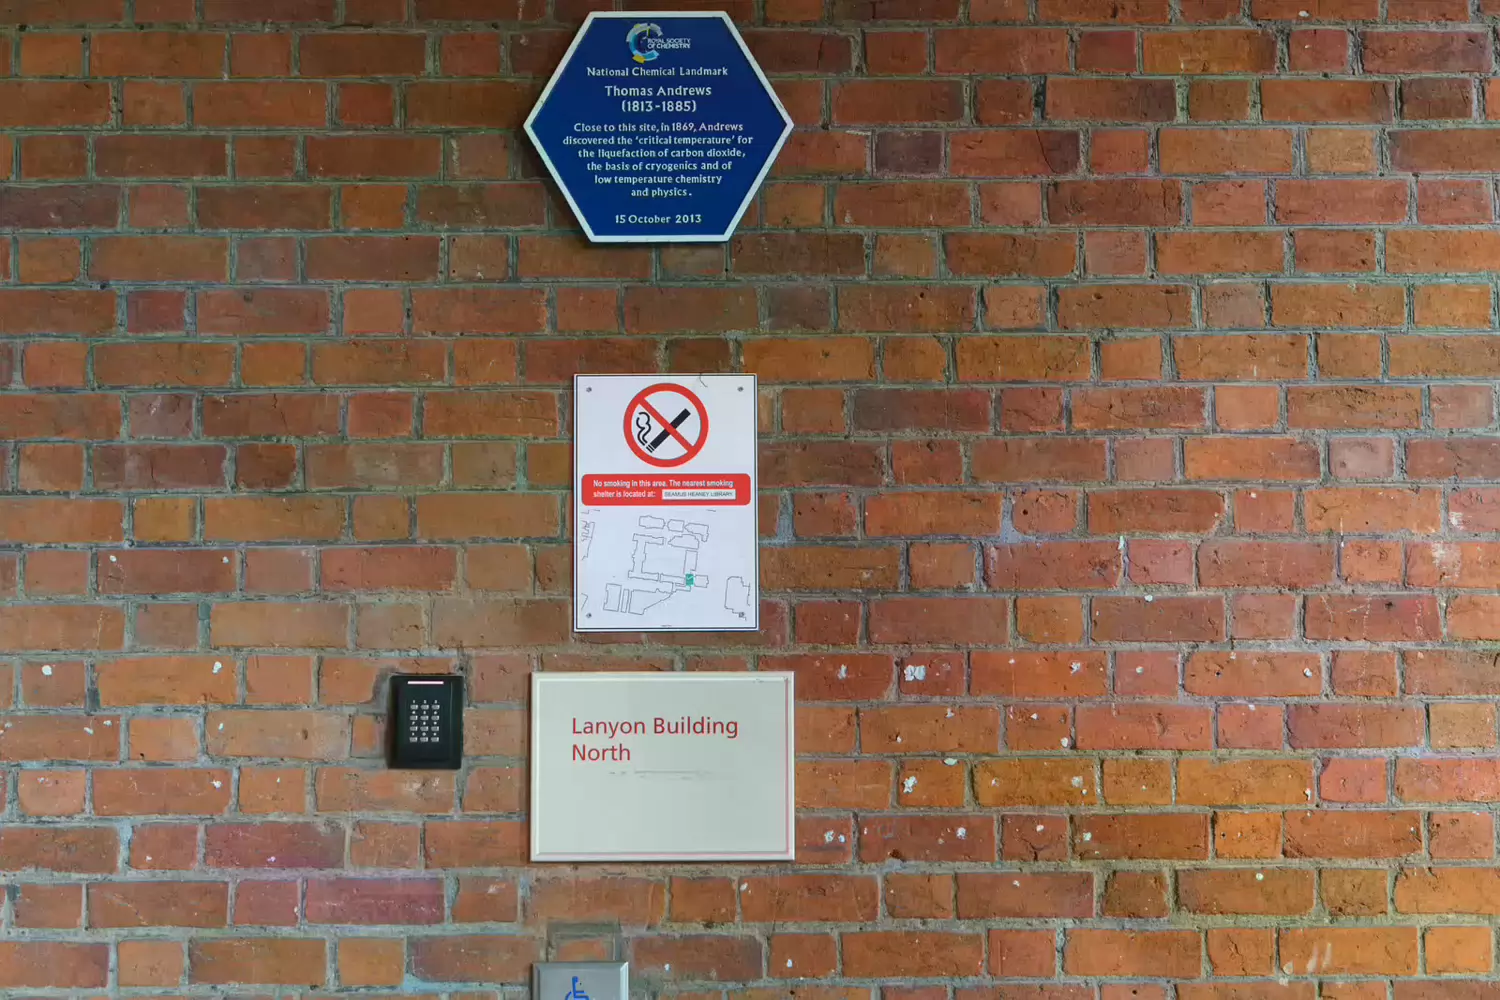 ROYAL SOCIETY
OF CHEMISTRY
National Chemical Landmark
Thomas Andrews
(1813-1885)
Close to this site, in 1869, Andrews
discovered the 'critical temperature' for
the liquefaction of carbon dioxide,
the basis of cryogenics and of
low temperature chemistry
and physics.
15 October 2013
No smoking in this area. The nearest smoking
shelter is located at: SEAMUS HEANEY LIBRARY
Lanyon Building
North